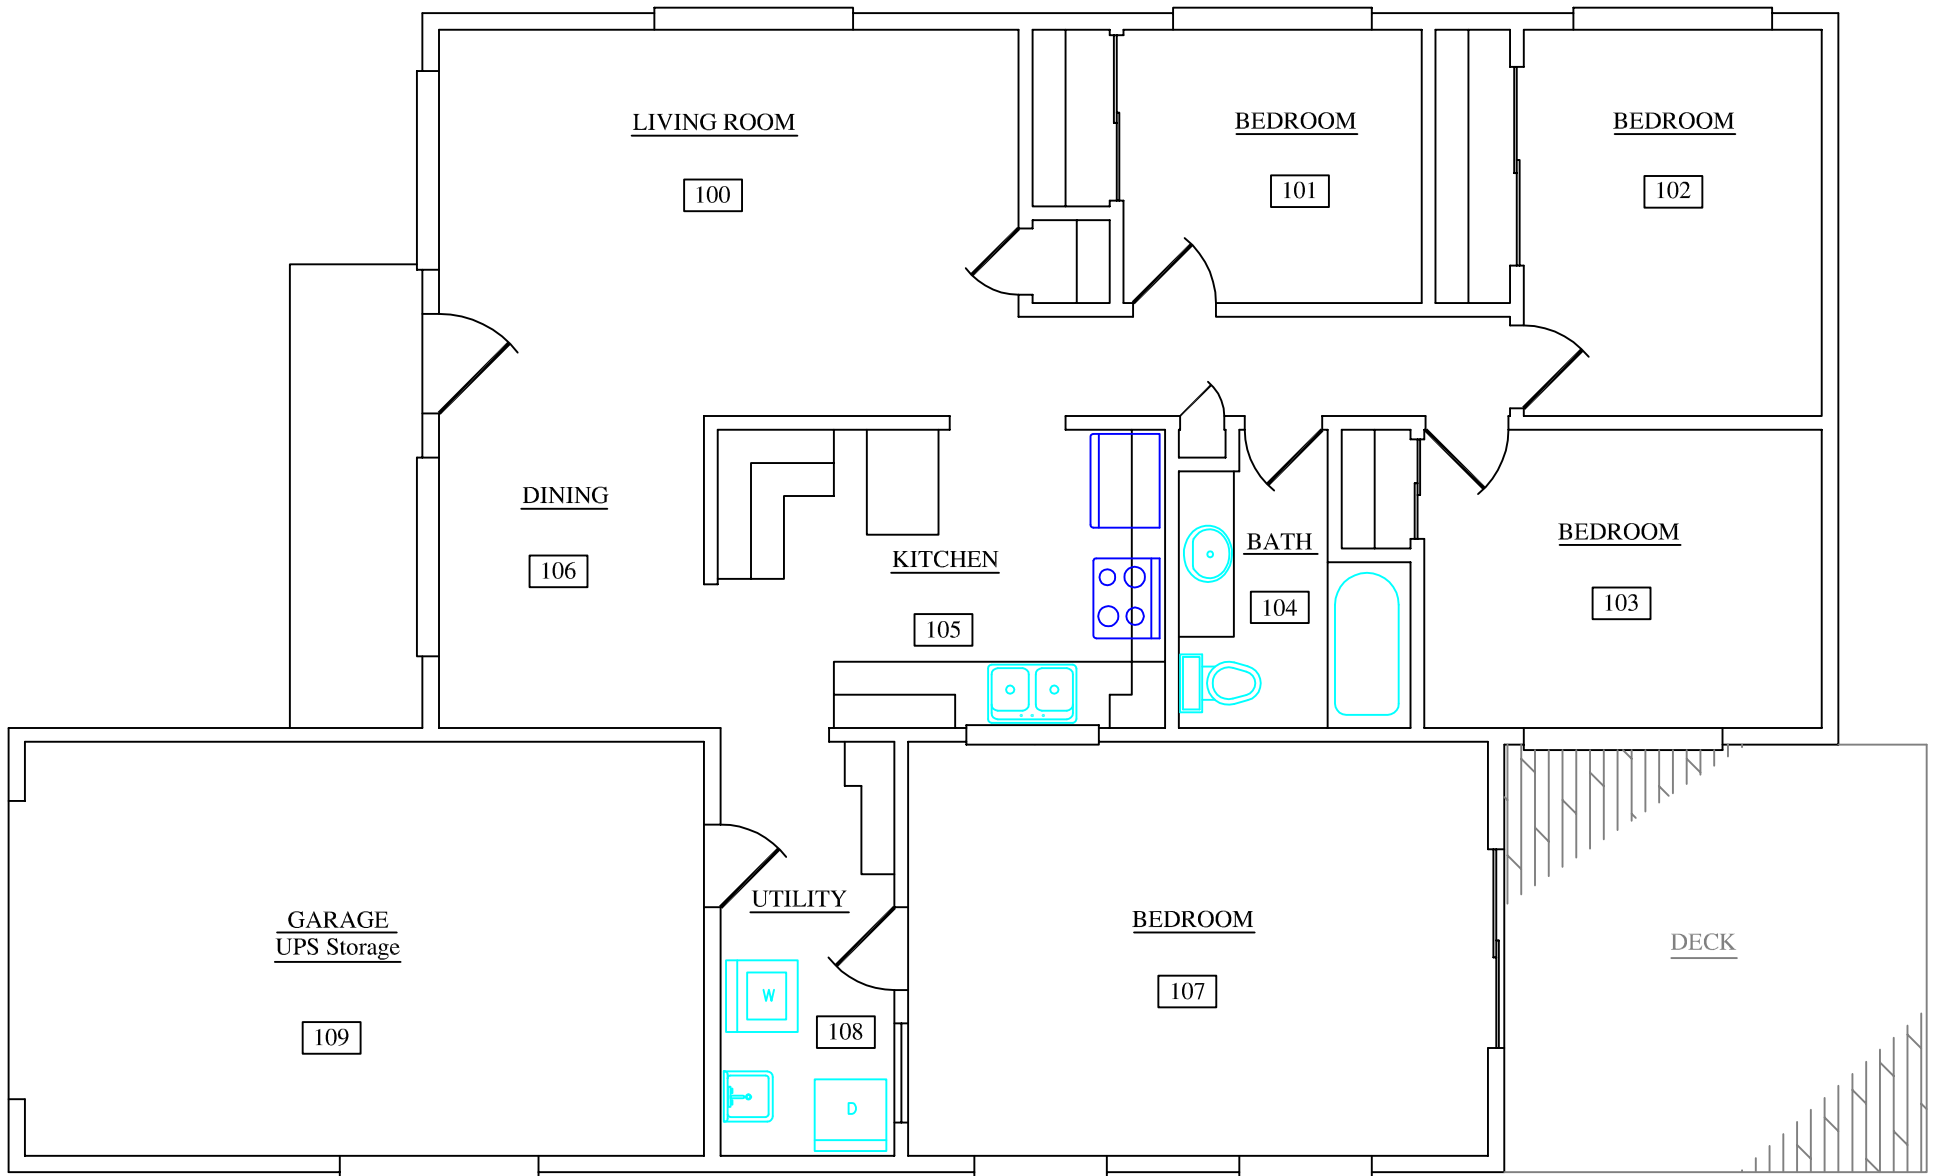 LIVING ROOM
100
BEDROOM
101
BEDROOM
102
DINING
106
KITCHEN
105
BATH
104
BEDROOM
103
GARAGE
UPS Storage
109
UTILITY
W
108
D
BEDROOM
107
DECK